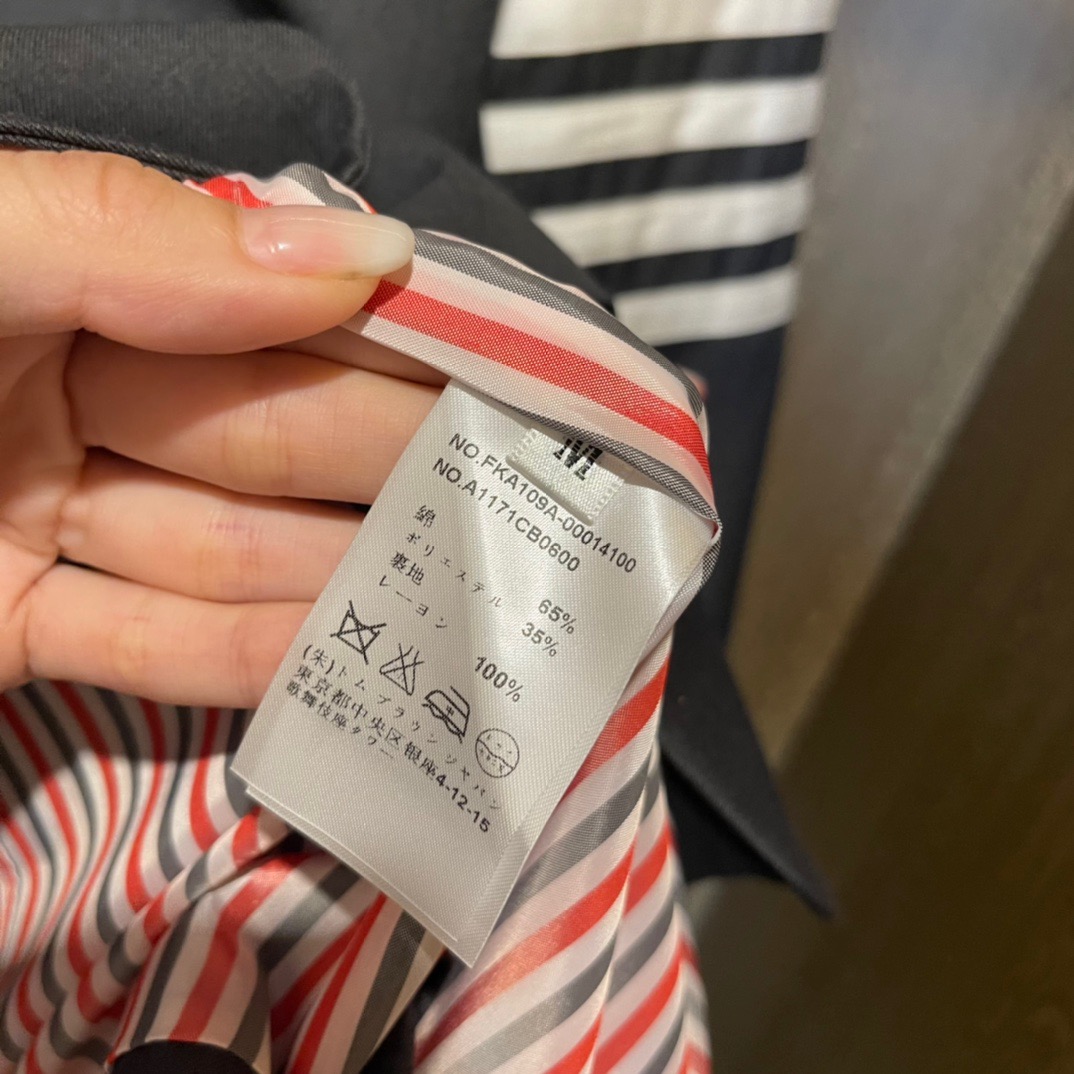 M
NO.FKA109A-00014100
NO.A1171CB0600
綿 65%
ポリエステル 35%
裏地
レーヨン 100%
(朱)トム ブラウン ジャパン
東京都中央区銀座4-12-15
歌舞伎座タワー